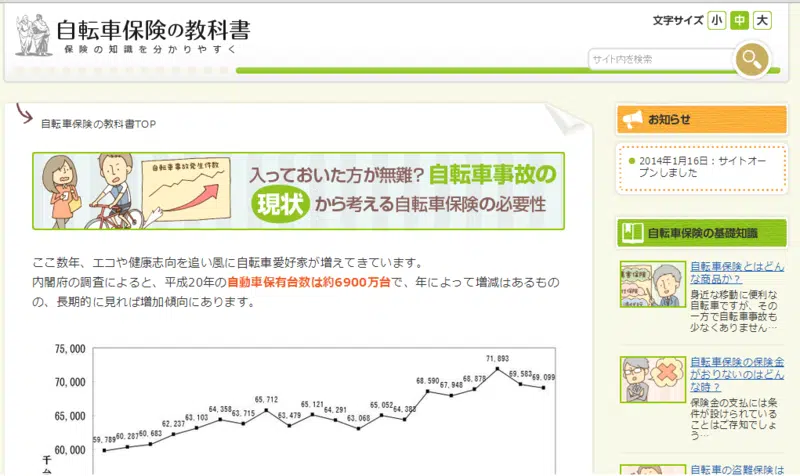 自転車保険の教科書
保険の知識を分かりやすく
文字サイズ 小 中 大
サイト内を検索
自転車保険の教科書TOP
自転車事故発生件数
入っておいた方が無難?自転車事故の
現状から考える自転車保険の必要性
ここ数年、エコや健康志向を追い風に自転車愛好家が増えてきています。
内閣府の調査によると、平成20年の自動車保有台数は約6900万台で、年によって増減はあるもの
の、長期的に見れば増加傾向にあります。
75,000
70,000
65,000
60,000
千
台
59,789
60,287
60,683
62,237
63,103
64,358
63,715
65,712
63,479
65,121
64,291
63,068
65,052
64,383
68,590
67,948
68,878
71,893
69,583
69,099
お知らせ
2014年1月16日：サイトオー
プンしました
自転車保険の基礎知識
自転車保険とはどん
な商品か？
身近な移動に便利な
自転車ですが、その
一方で自転車事故も
少なくありません…
自転車保険の保険金
がおりないのはどん
な時？
保険金の支払には条
件が設けられている
ことはご存知でしょ
う…
自転車の盗難保険は